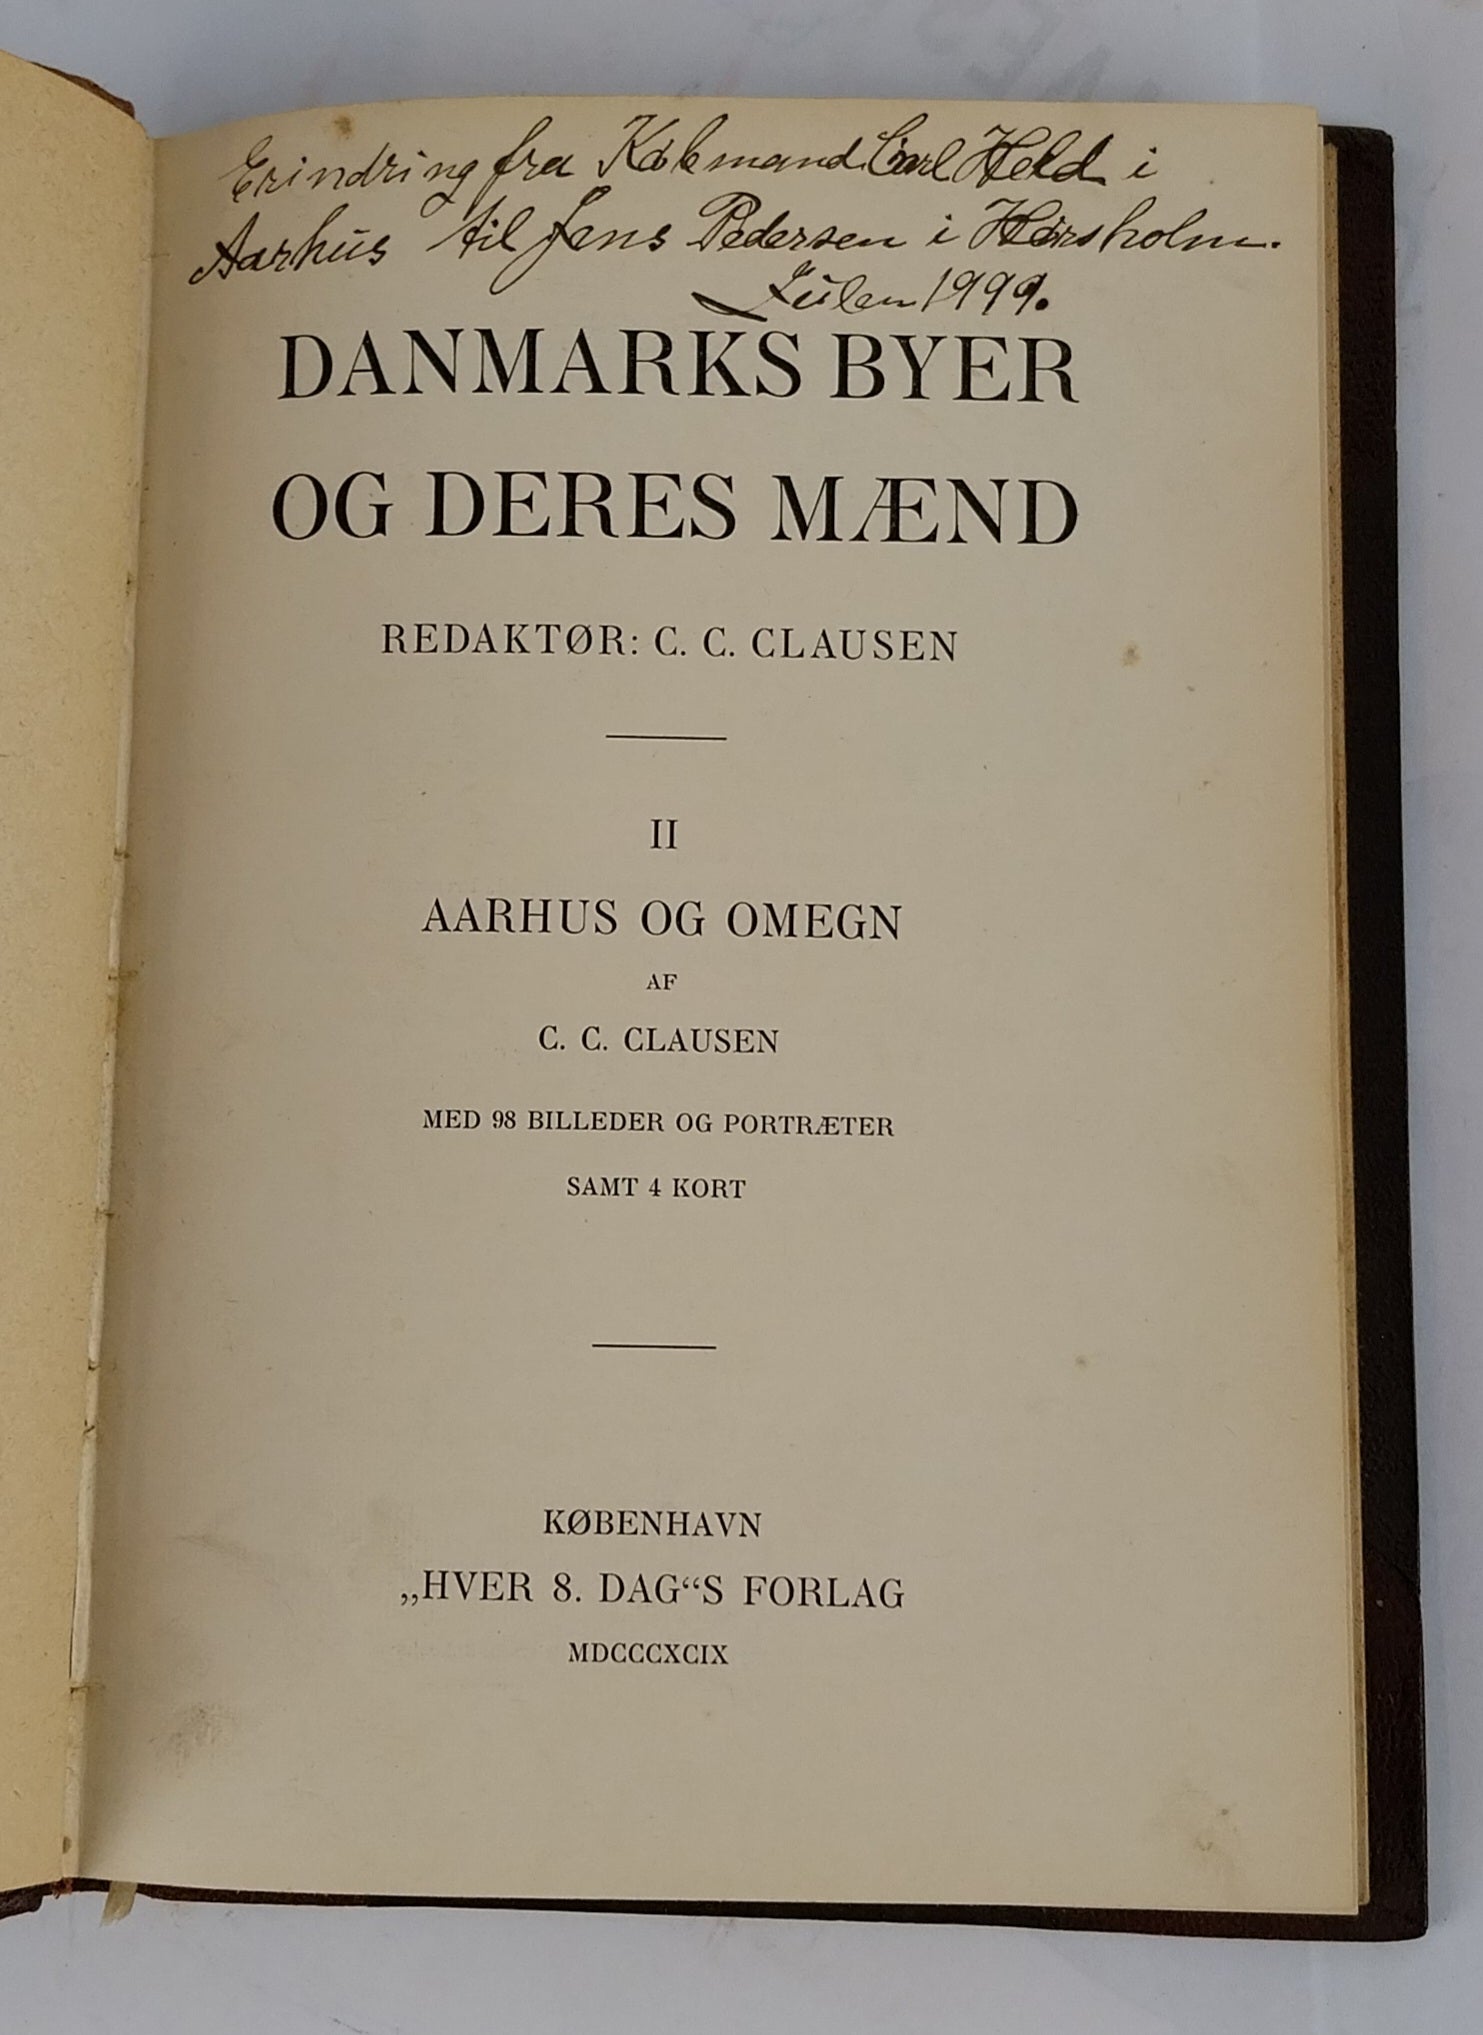 Erindring fra Købmand Carl Held i
Aarhus til Jens Pedersen i Hørsholm.
Julen 1999.
DANMARKS BYER
OG DERES MÆND
REDAKTØR: C. C. CLAUSEN
II
AARHUS OG OMEGN
AF
C. C. CLAUSEN
MED 98 BILLEDER OG PORTRÆTER
SAMT 4 KORT
KØBENHAVN
„HVER 8. DAG“S FORLAG
MDCCCXCIX